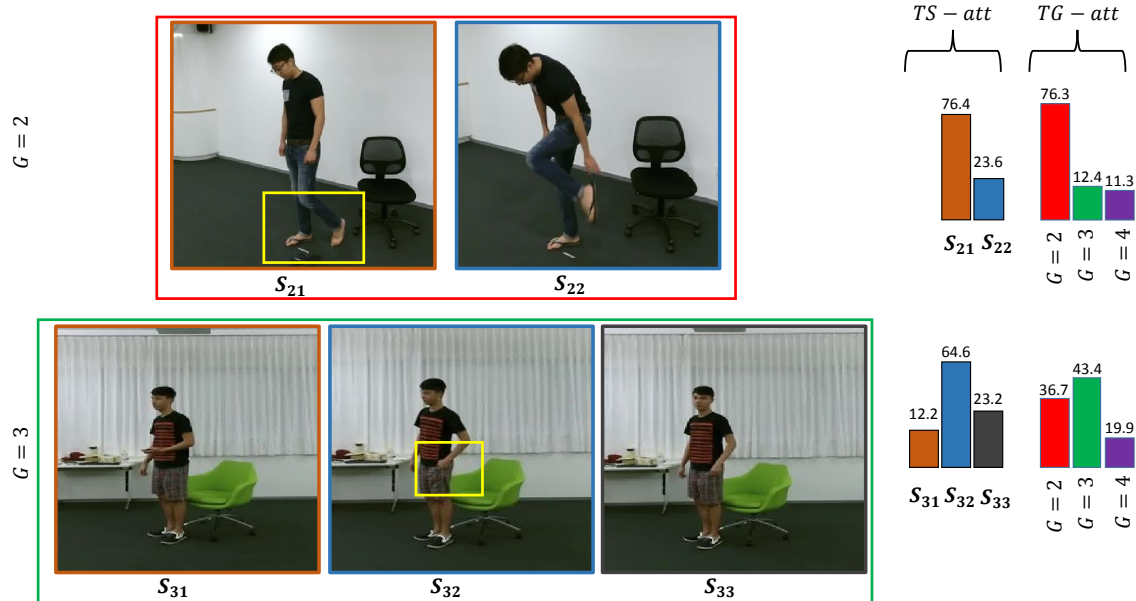 TS − att
TG − att
G = 2
S21
S22
76.4
23.6
S21 S22
76.3
12.4
11.3
G = 2
G = 3
G = 4
G = 3
S31
S32
S33
12.2
64.6
23.2
S31 S32 S33
36.7
43.4
19.9
G = 2
G = 3
G = 4